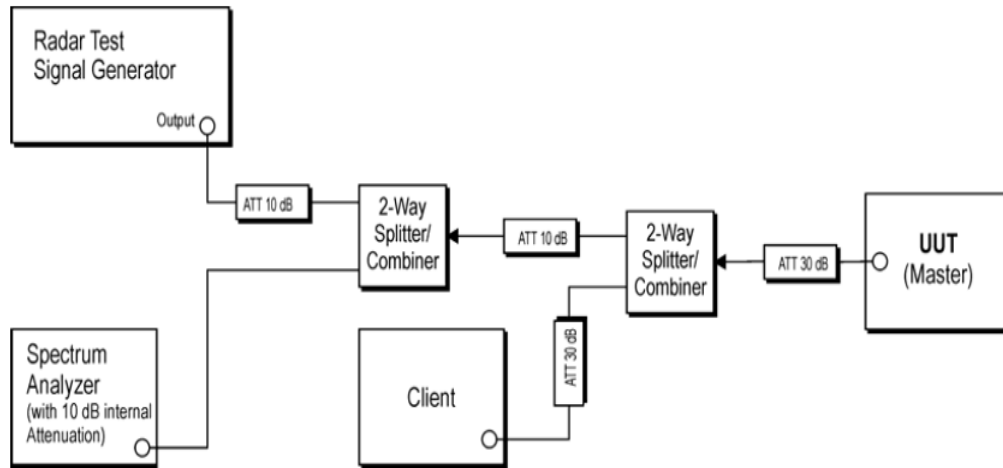 Radar Test
Signal Generator
Output
ATT 10 dB
2-Way
Splitter/
Combiner
ATT 10 dB
2-Way
Splitter/
Combiner
ATT 30 dB
UUT
(Master)
ATT 30 dB
Spectrum
Analyzer
(with 10 dB internal
Attenuation)
Client